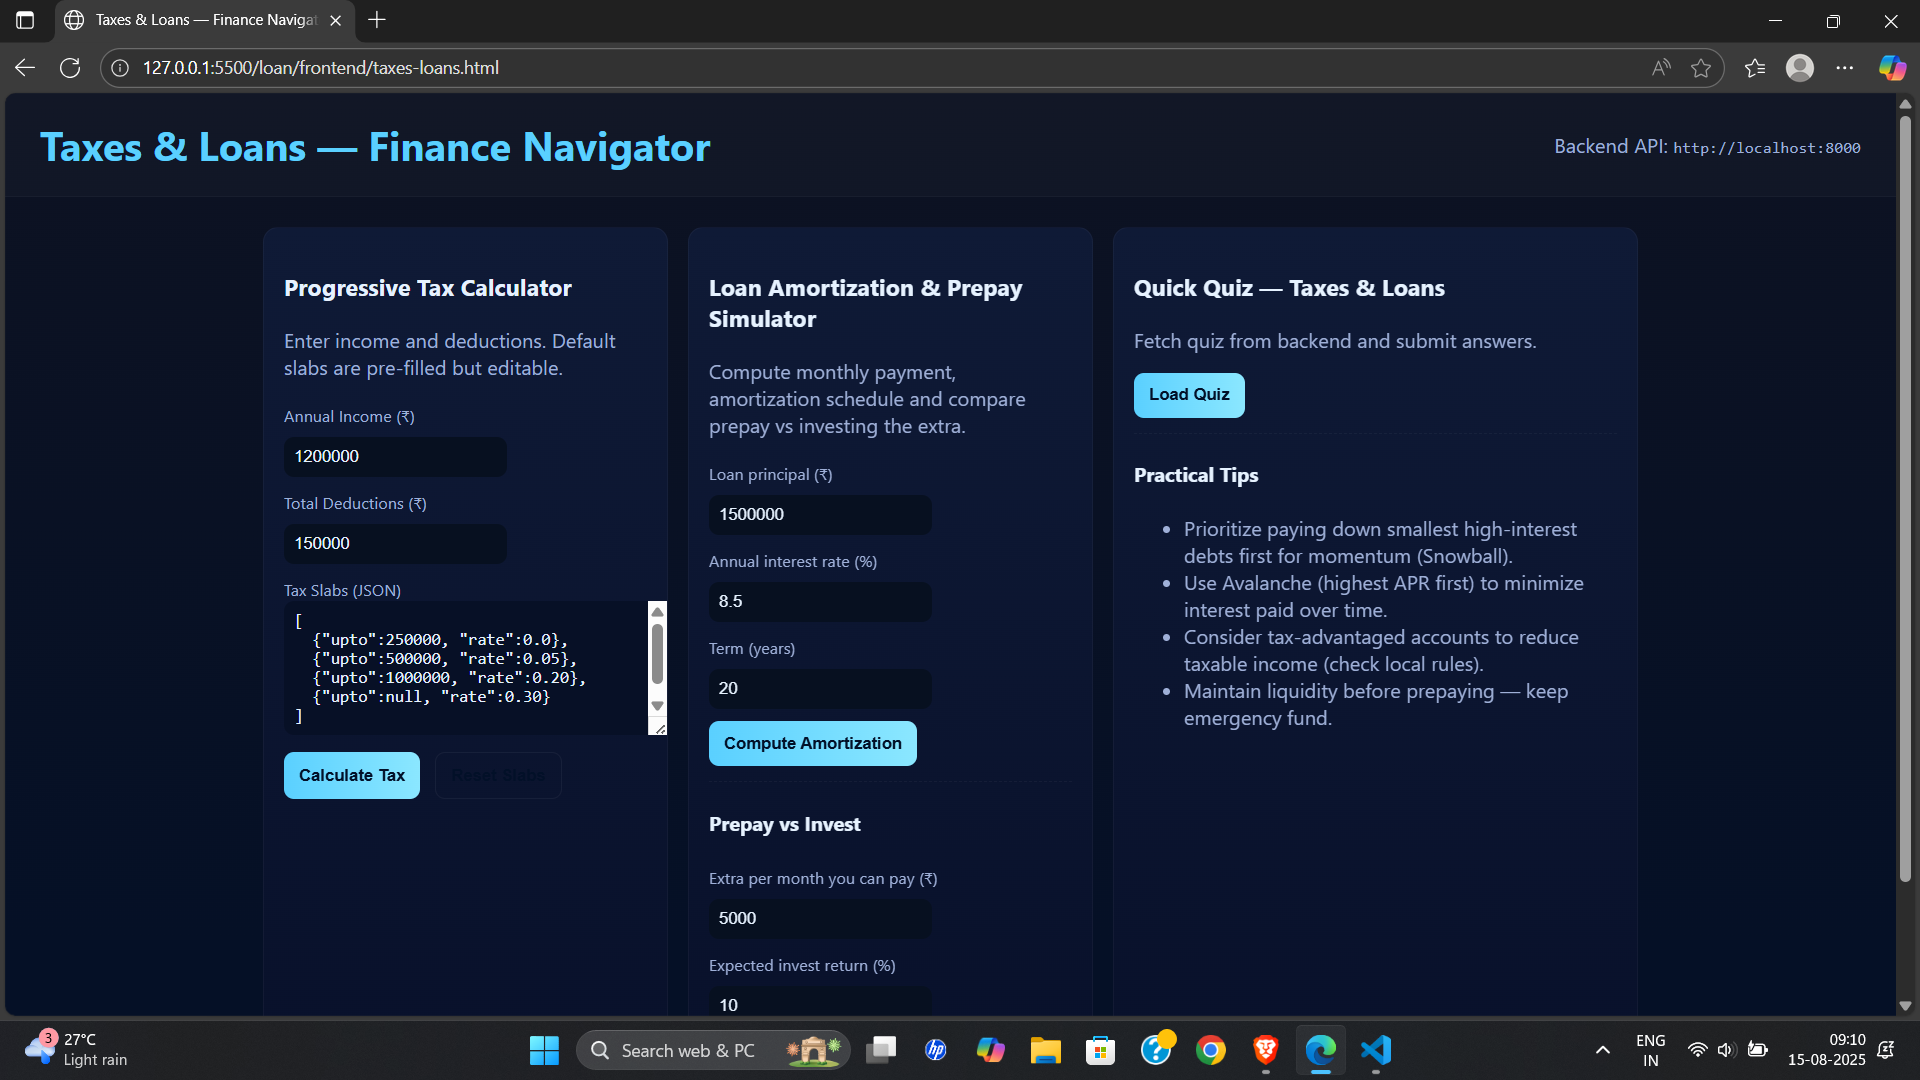 Taxes & Loans — Finance Navigat
127.0.0.1:5500/loan/frontend/taxes-loans.html
Taxes & Loans — Finance Navigator
Backend API: http://localhost:8000
Progressive Tax Calculator
Enter income and deductions. Default
slabs are pre-filled but editable.
Annual Income (₹)
1200000
Total Deductions (₹)
150000
Tax Slabs (JSON)
[
{"upto":250000, "rate":0.0},
{"upto":500000, "rate":0.05},
{"upto":1000000, "rate":0.20},
{"upto":null, "rate":0.30}
]
Calculate Tax
Reset Slabs
Loan Amortization & Prepay
Simulator
Compute monthly payment,
amortization schedule and compare
prepay vs investing the extra.
Loan principal (₹)
1500000
Annual interest rate (%)
8.5
Term (years)
20
Compute Amortization
Prepay vs Invest
Extra per month you can pay (₹)
5000
Expected invest return (%)
10
Quick Quiz — Taxes & Loans
Fetch quiz from backend and submit answers.
Load Quiz
Practical Tips
• Prioritize paying down smallest high-interest
debts first for momentum (Snowball).
• Use Avalanche (highest APR first) to minimize
interest paid over time.
• Consider tax-advantaged accounts to reduce
taxable income (check local rules).
• Maintain liquidity before prepaying — keep
emergency fund.
3
27°C
Light rain
Search web & PC
hp
ENG
IN
09:10
15-08-2025